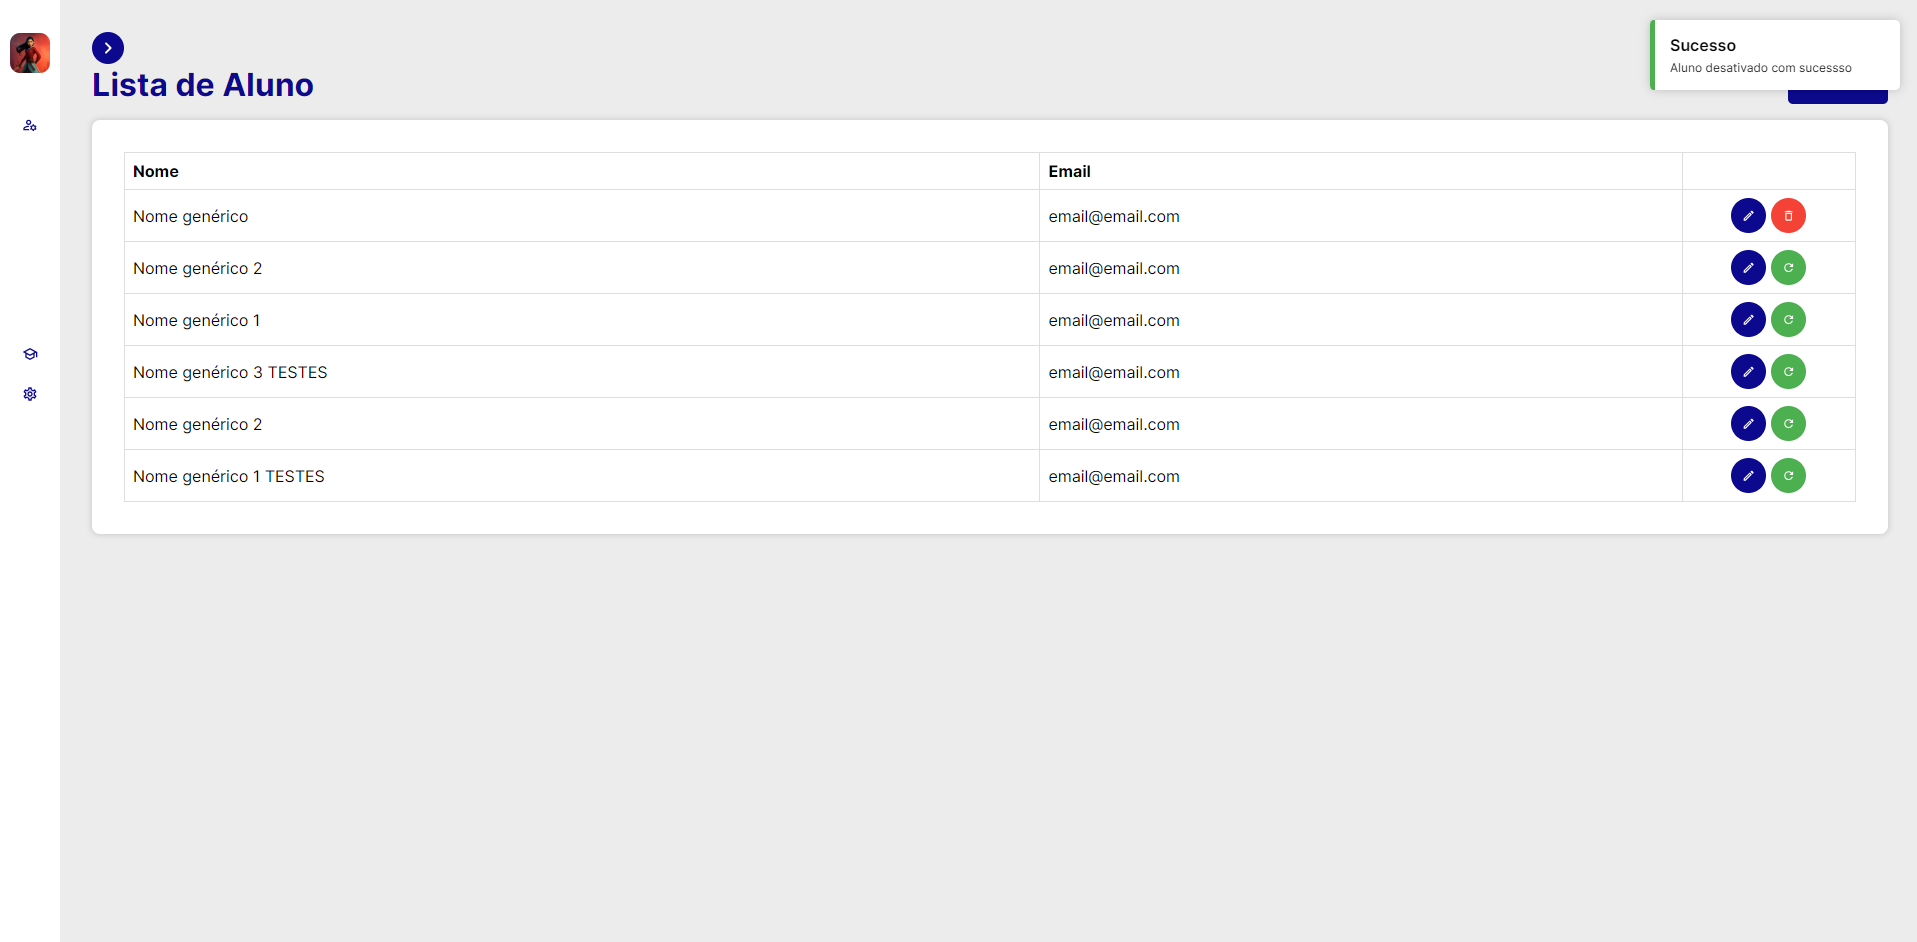 Sucesso
Aluno desativado com sucessso
Lista de Aluno
Nome Email
Nome genérico email@email.com
Nome genérico 2 email@email.com
Nome genérico 1 email@email.com
Nome genérico 3 TESTES email@email.com
Nome genérico 2 email@email.com
Nome genérico 1 TESTES email@email.com